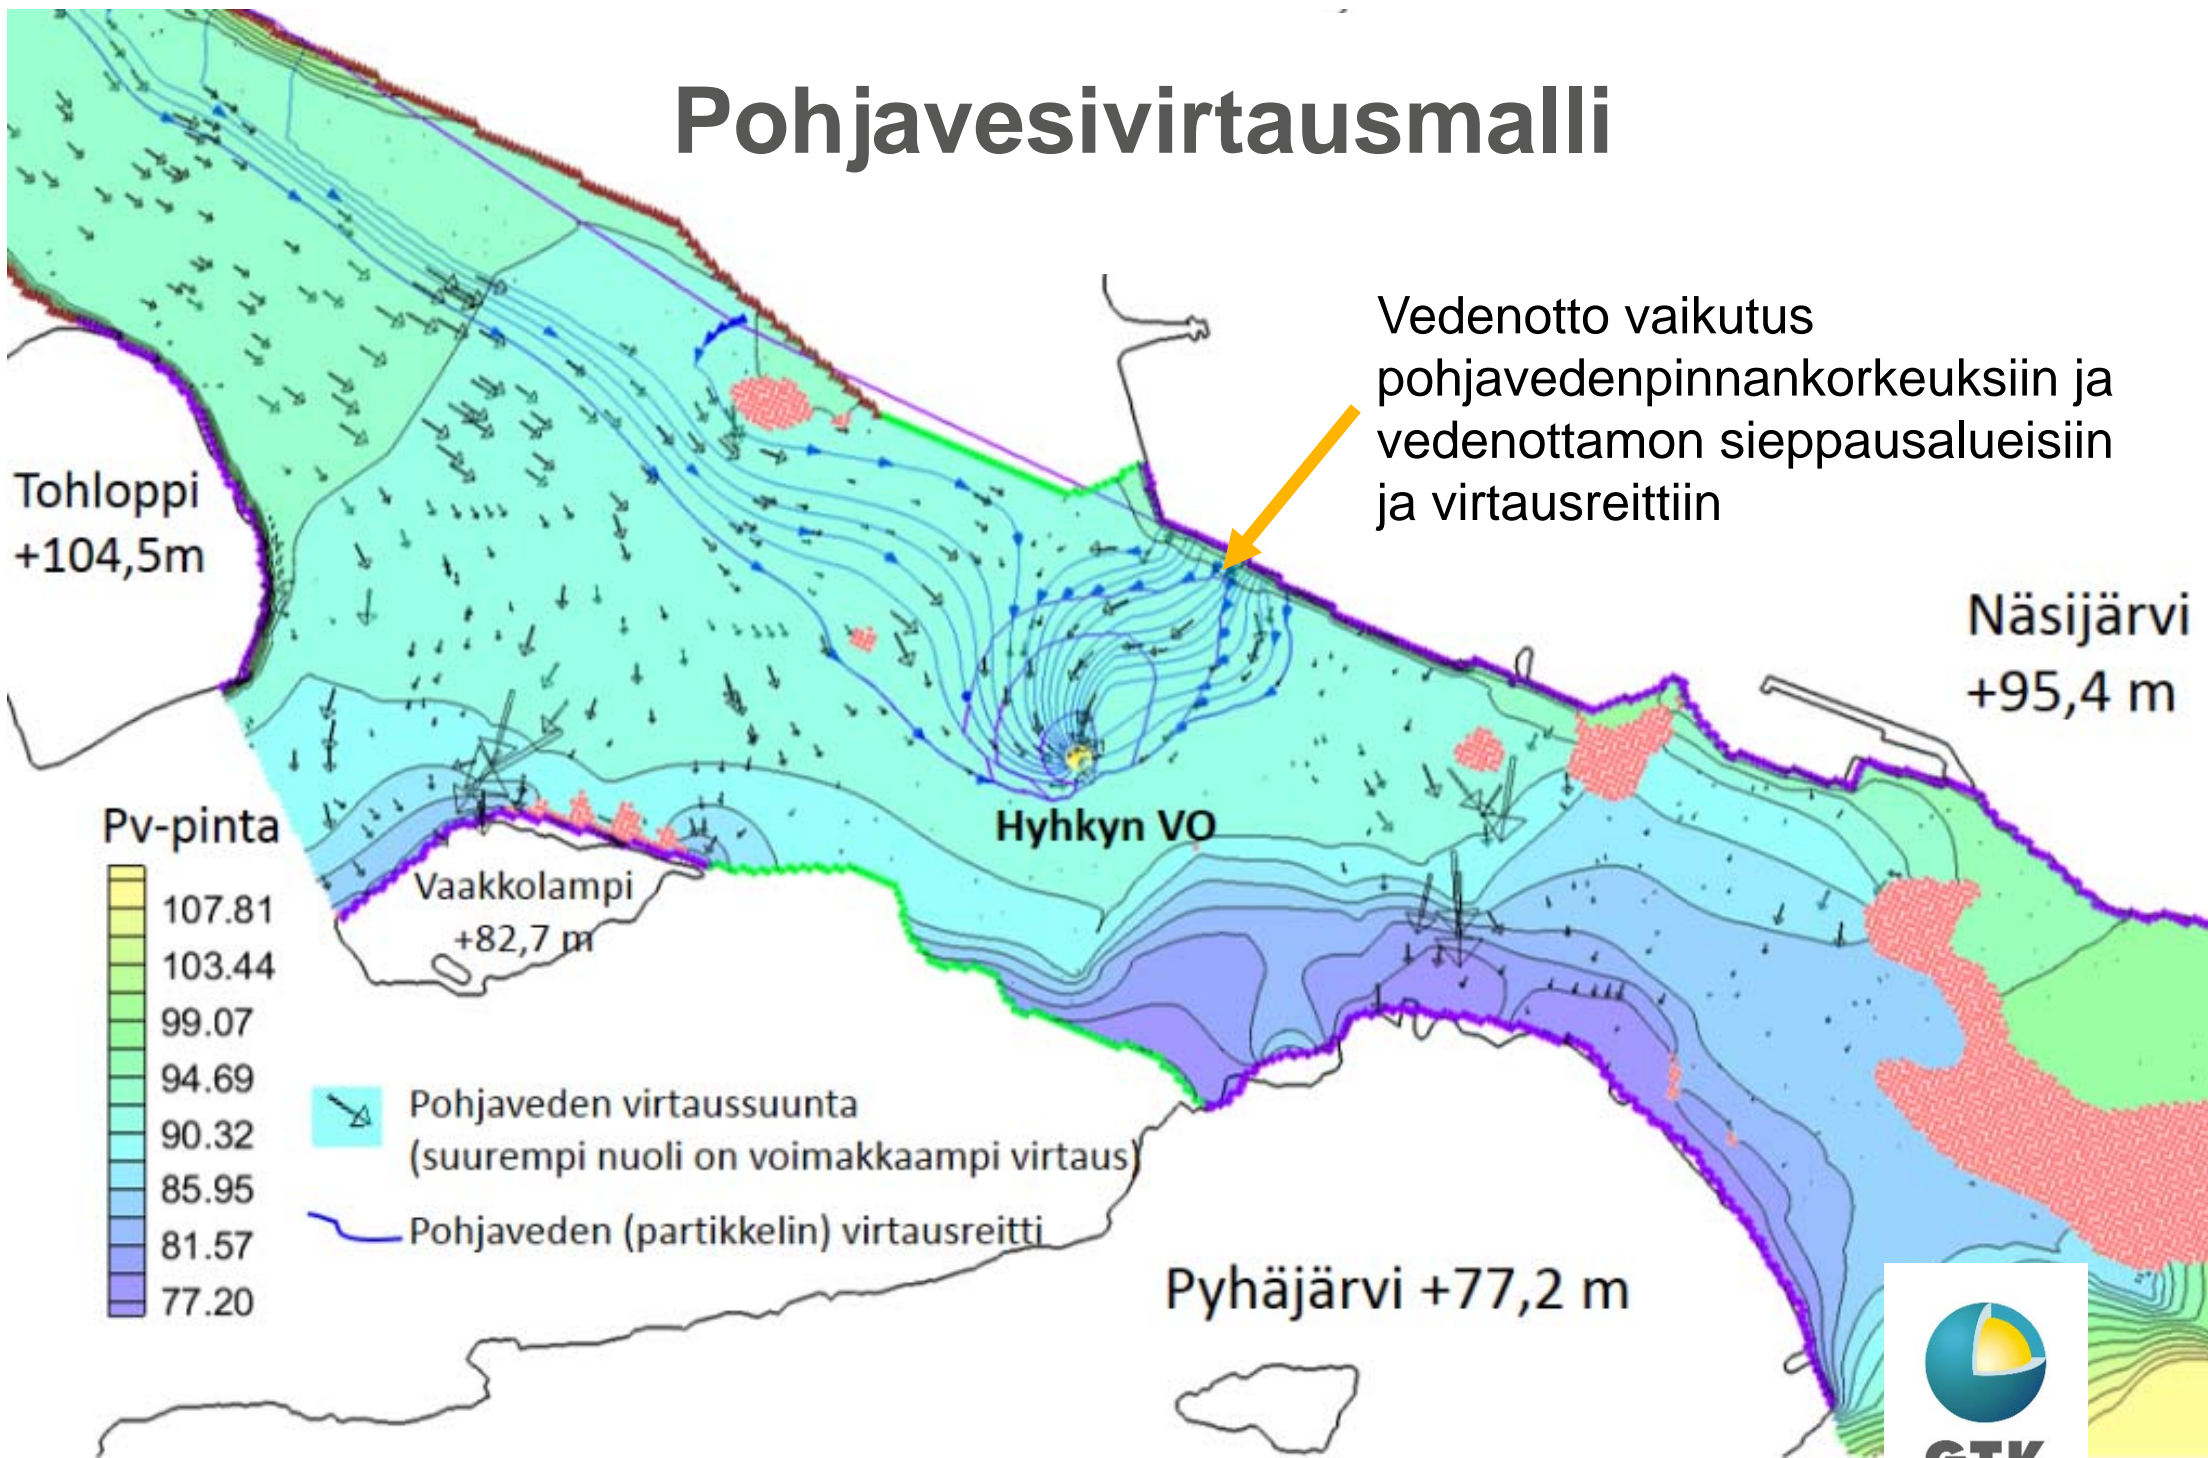 Pohjavesivirtausmalli
Vedenotto vaikutus
pohjavedenpinnankorkeuksiin ja
vedenottamon sieppausalueisiin
ja virtausreittiin
Tohloppi
+104,5m
Näsijärvi
+95,4 m
Hyhkyn VO
Vaakkolampi
+82,7 m
Pv-pinta
107.81
103.44
99.07
94.69
90.32
85.95
81.57
77.20
Pohjaveden virtaussuunta
(suurempi nuoli on voimakkaampi virtaus)
Pohjaveden (partikkelin) virtausreitti
Pyhäjärvi +77,2 m
GTK